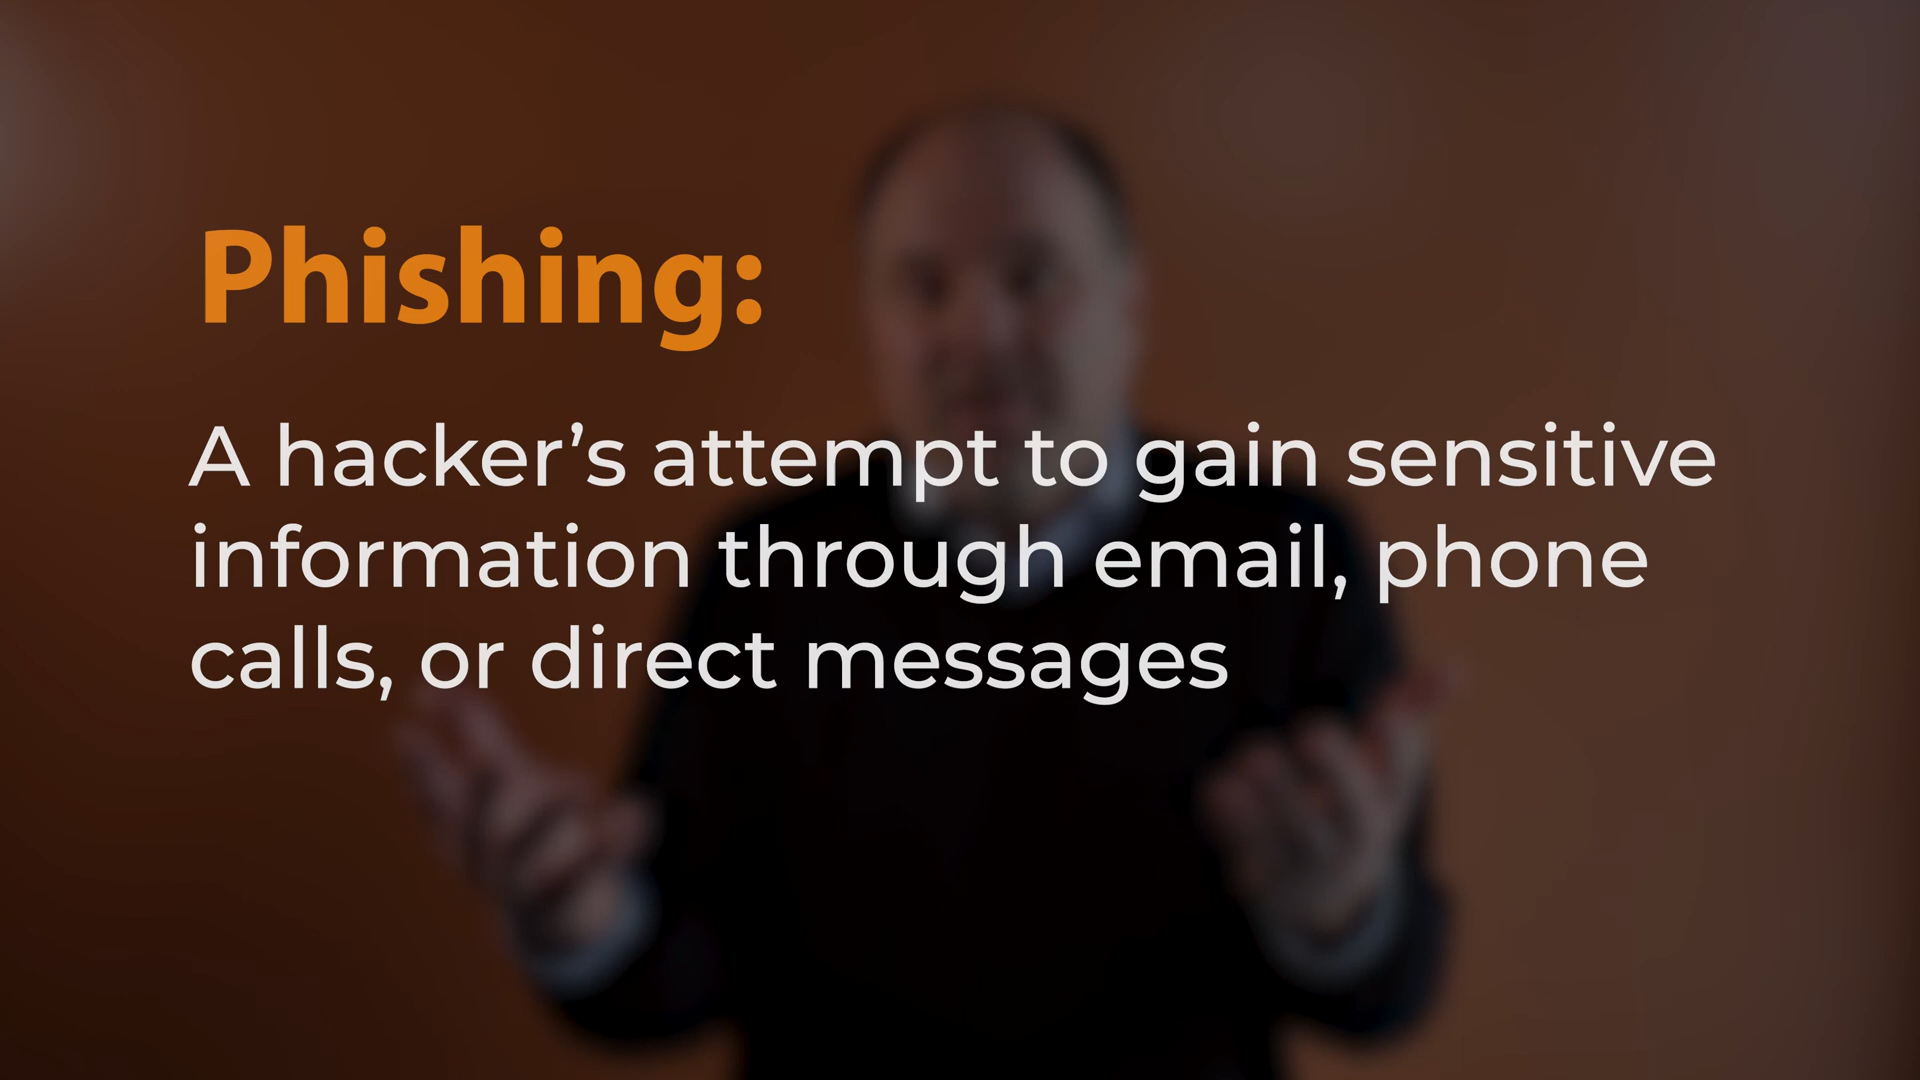 Phishing:
A hacker’s attempt to gain sensitive
information through email, phone
calls, or direct messages